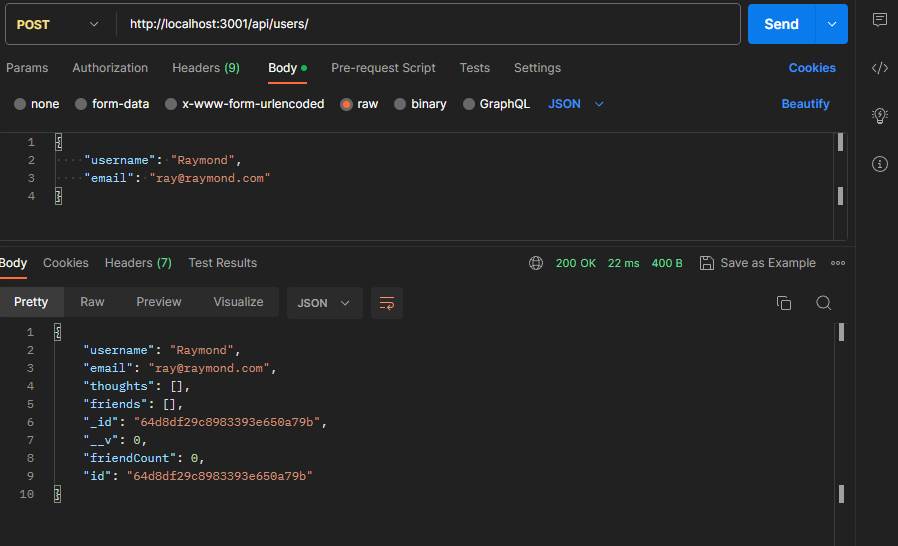 POST http://localhost:3001/api/users/ Send
Params Authorization Headers (9) Body Pre-request Script Tests Settings Cookies
none form-data x-www-form-urlencoded raw binary GraphQL JSON Beautify
1 {
2 "username": "Raymond",
3 "email": "ray@raymond.com"
4 }
Body Cookies Headers (7) Test Results 200 OK 22 ms 400 B Save as Example
Pretty Raw Preview Visualize JSON
1 {
2 "username": "Raymond",
3 "email": "ray@raymond.com",
4 "thoughts": [],
5 "friends": [],
6 "_id": "64d8df29c8983393e650a79b",
7 "__v": 0,
8 "friendCount": 0,
9 "id": "64d8df29c8983393e650a79b"
10 }